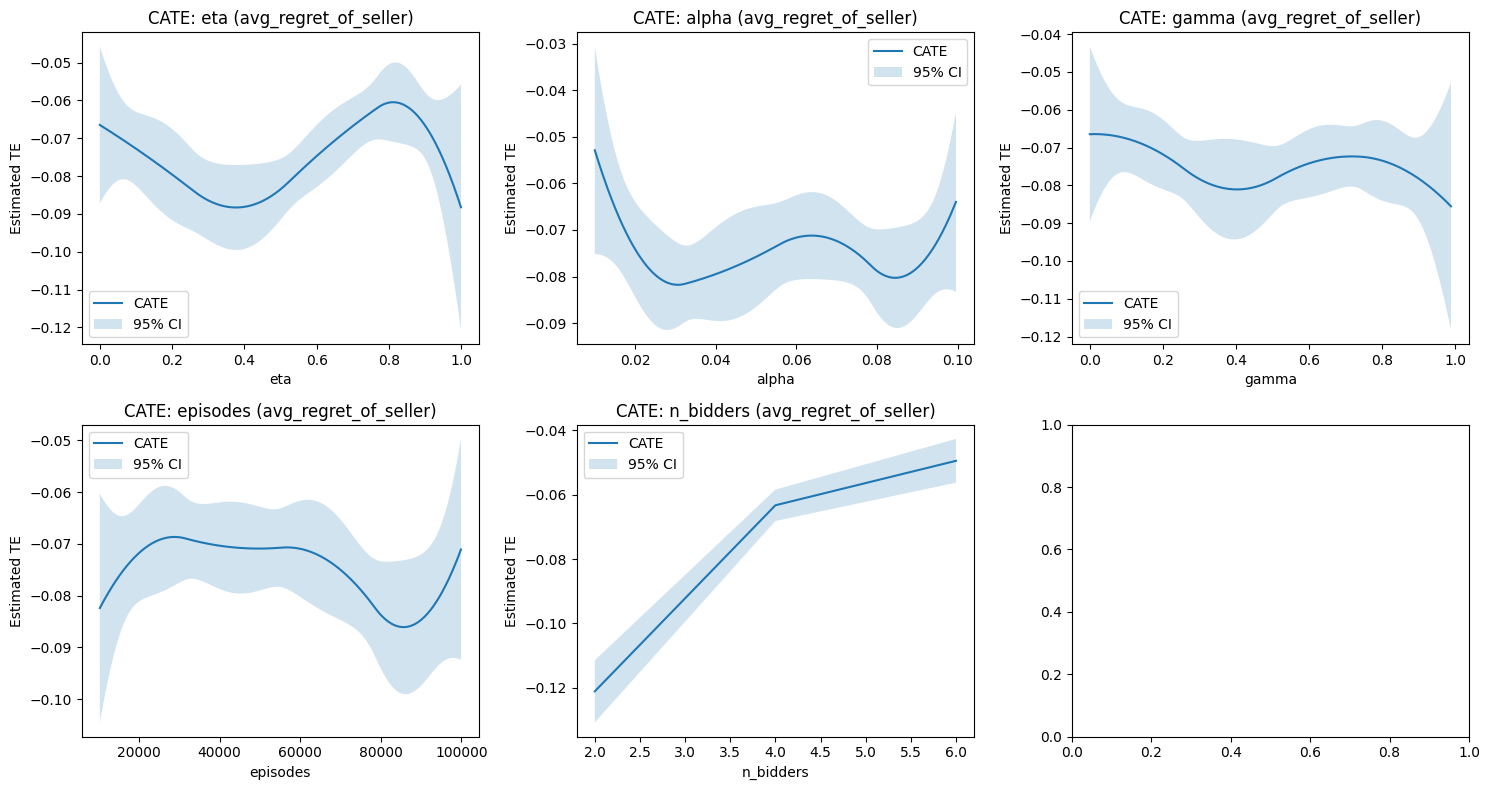 CATE: eta (avg_regret_of_seller)
Estimated TE
−0.05
−0.06
−0.07
−0.08
−0.09
−0.10
−0.11
−0.12
CATE
95% CI
0.0 0.2 0.4 0.6 0.8 1.0
eta
CATE: alpha (avg_regret_of_seller)
Estimated TE
−0.03
−0.04
−0.05
−0.06
−0.07
−0.08
−0.09
CATE
95% CI
0.02 0.04 0.06 0.08 0.10
alpha
CATE: gamma (avg_regret_of_seller)
Estimated TE
−0.04
−0.05
−0.06
−0.07
−0.08
−0.09
−0.10
−0.11
−0.12
CATE
95% CI
0.0 0.2 0.4 0.6 0.8 1.0
gamma
CATE: episodes (avg_regret_of_seller)
Estimated TE
−0.05
−0.06
−0.07
−0.08
−0.09
−0.10
CATE
95% CI
20000 40000 60000 80000 100000
episodes
CATE: n_bidders (avg_regret_of_seller)
Estimated TE
−0.04
−0.06
−0.08
−0.10
−0.12
CATE
95% CI
2.0 2.5 3.0 3.5 4.0 4.5 5.0 5.5 6.0
n_bidders
1.0
0.8
0.6
0.4
0.2
0.0
0.0 0.2 0.4 0.6 0.8 1.0